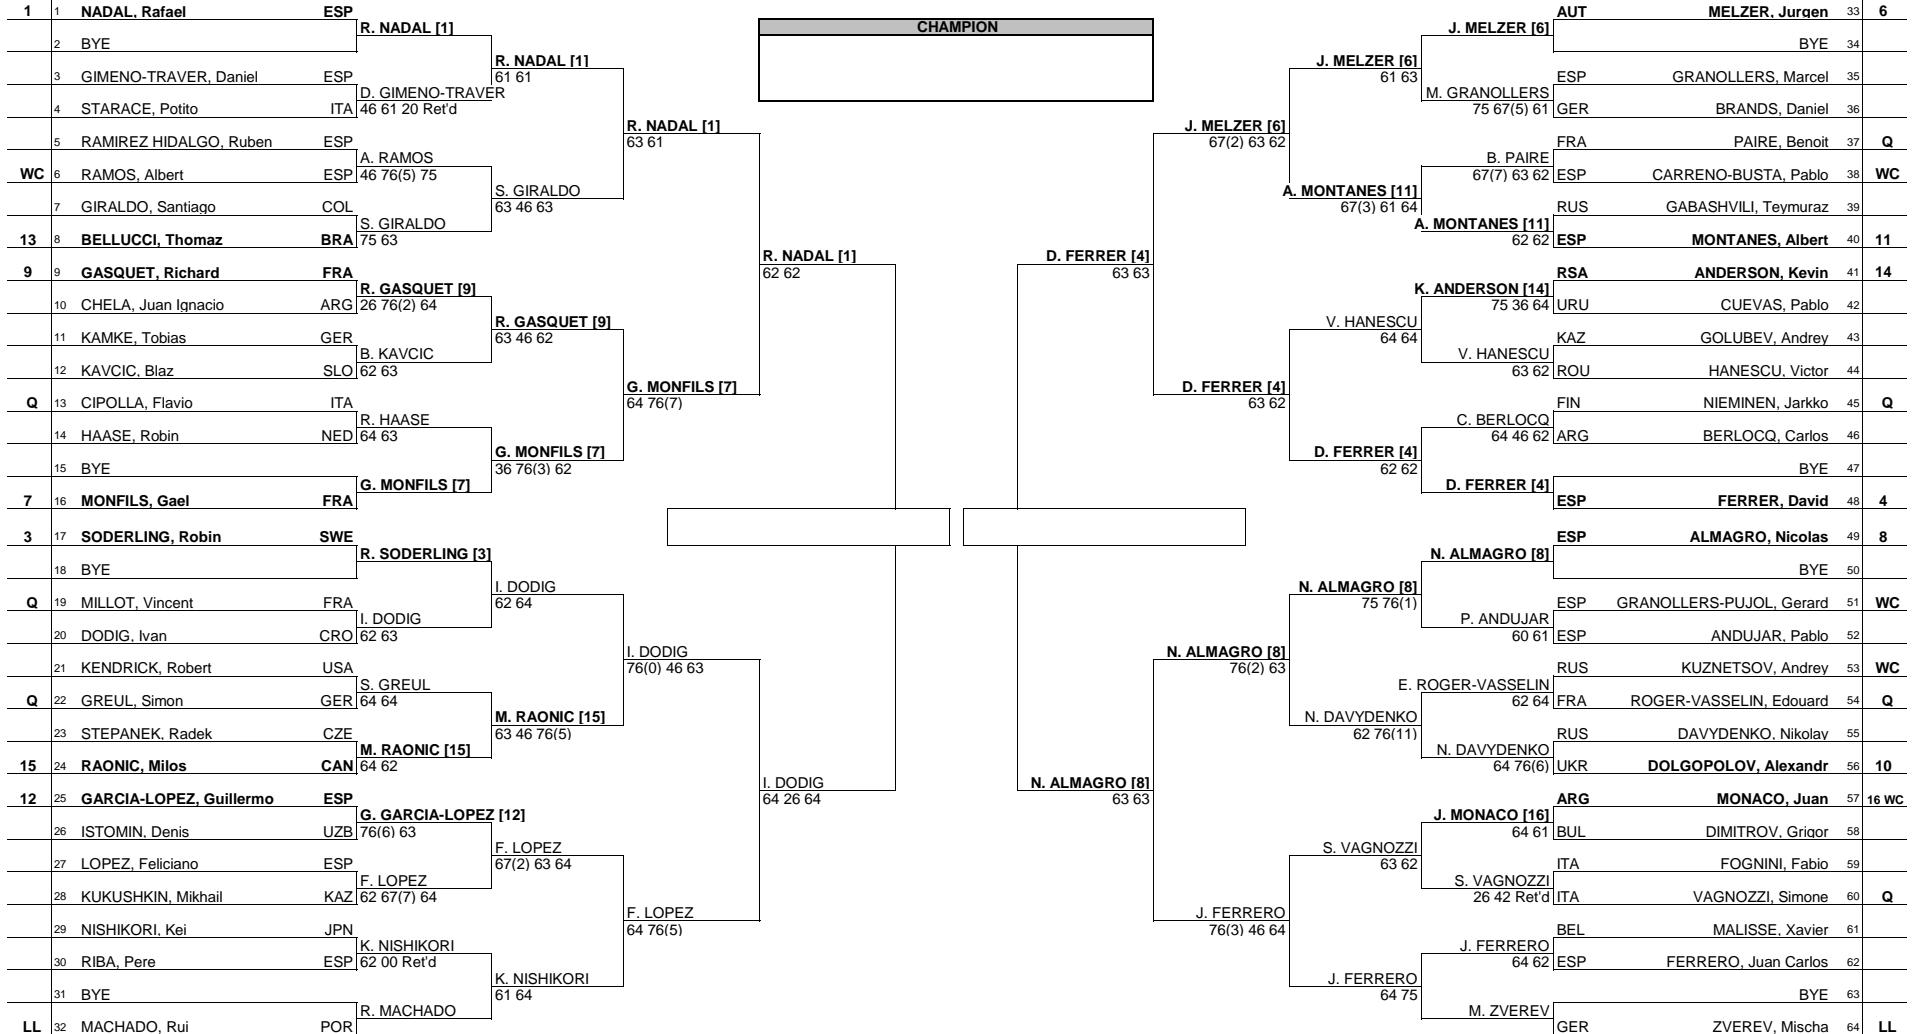 CHAMPION
1 1 NADAL, Rafael ESP
R. NADAL [1]
2 BYE
R. NADAL [1]
61 61
3 GIMENO-TRAVER, Daniel ESP
D. GIMENO-TRAVER
4 STARACE, Potito ITA 46 61 20 Ret'd
R. NADAL [1]
63 61
5 RAMIREZ HIDALGO, Ruben ESP
A. RAMOS
WC 6 RAMOS, Albert ESP 46 76(5) 75
S. GIRALDO
63 46 63
7 GIRALDO, Santiago COL
S. GIRALDO
13 8 BELLUCCI, Thomaz BRA 75 63
R. NADAL [1]
62 62
9 9 GASQUET, Richard FRA
R. GASQUET [9]
10 CHELA, Juan Ignacio ARG 26 76(2) 64
R. GASQUET [9]
63 46 62
11 KAMKE, Tobias GER
B. KAVCIC
12 KAVCIC, Blaz SLO 62 63
G. MONFILS [7]
64 76(7)
Q 13 CIPOLLA, Flavio ITA
R. HAASE
14 HAASE, Robin NED 64 63
G. MONFILS [7]
36 76(3) 62
15 BYE
G. MONFILS [7]
7 16 MONFILS, Gael FRA
3 17 SODERLING, Robin SWE
R. SODERLING [3]
18 BYE
I. DODIG
62 64
Q 19 MILLOT, Vincent FRA
I. DODIG
20 DODIG, Ivan CRO 62 63
I. DODIG
76(0) 46 63
21 KENDRICK, Robert USA
S. GREUL
Q 22 GREUL, Simon GER 64 64
M. RAONIC [15]
63 46 76(5)
23 STEPANEK, Radek CZE
M. RAONIC [15]
15 24 RAONIC, Milos CAN 64 62
I. DODIG
64 26 64
12 25 GARCIA-LOPEZ, Guillermo ESP
G. GARCIA-LOPEZ [12]
26 ISTOMIN, Denis UZB 76(6) 63
F. LOPEZ
67(2) 63 64
27 LOPEZ, Feliciano ESP
F. LOPEZ
28 KUKUSHKIN, Mikhail KAZ 62 67(7) 64
F. LOPEZ
64 76(5)
29 NISHIKORI, Kei JPN
K. NISHIKORI
30 RIBA, Pere ESP 62 00 Ret'd
K. NISHIKORI
61 64
31 BYE
R. MACHADO
LL 32 MACHADO, Rui POR
AUT MELZER, Jurgen 33 6
J. MELZER [6]
BYE 34
J. MELZER [6]
61 63
ESP GRANOLLERS, Marcel 35
M. GRANOLLERS
75 67(5) 61 GER BRANDS, Daniel 36
J. MELZER [6]
67(2) 63 62
FRA PAIRE, Benoit 37 Q
B. PAIRE
67(7) 63 62 ESP CARRENO-BUSTA, Pablo 38 WC
A. MONTANES [11]
67(3) 61 64
RUS GABASHVILI, Teymuraz 39
A. MONTANES [11]
62 62 ESP MONTANES, Albert 40 11
D. FERRER [4]
63 63
RSA ANDERSON, Kevin 41 14
K. ANDERSON [14]
75 36 64 URU CUEVAS, Pablo 42
V. HANESCU
64 64
KAZ GOLUBEV, Andrey 43
V. HANESCU
63 62 ROU HANESCU, Victor 44
D. FERRER [4]
63 62
FIN NIEMINEN, Jarkko 45 Q
C. BERLOCQ
64 46 62 ARG BERLOCQ, Carlos 46
D. FERRER [4]
62 62
BYE 47
D. FERRER [4]
ESP FERRER, David 48 4
ESP ALMAGRO, Nicolas 49 8
N. ALMAGRO [8]
BYE 50
N. ALMAGRO [8]
75 76(1)
ESP GRANOLLERS-PUJOL, Gerard 51 WC
P. ANDUJAR
60 61 ESP ANDUJAR, Pablo 52
N. ALMAGRO [8]
76(2) 63
RUS KUZNETSOV, Andrey 53 WC
E. ROGER-VASSELIN
62 64 FRA ROGER-VASSELIN, Edouard 54 Q
N. DAVYDENKO
62 76(11)
RUS DAVYDENKO, Nikolay 55
N. DAVYDENKO
64 76(6) UKR DOLGOPOLOV, Alexandr 56 10
N. ALMAGRO [8]
63 63
ARG MONACO, Juan 57 16 WC
J. MONACO [16]
64 61 BUL DIMITROV, Grigor 58
S. VAGNOZZI
63 62
ITA FOGNINI, Fabio 59
S. VAGNOZZI
26 42 Ret'd ITA VAGNOZZI, Simone 60 Q
J. FERRERO
76(3) 46 64
BEL MALISSE, Xavier 61
J. FERRERO
64 62 ESP FERRERO, Juan Carlos 62
J. FERRERO
64 75
BYE 63
M. ZVEREV
GER ZVEREV, Mischa 64 LL